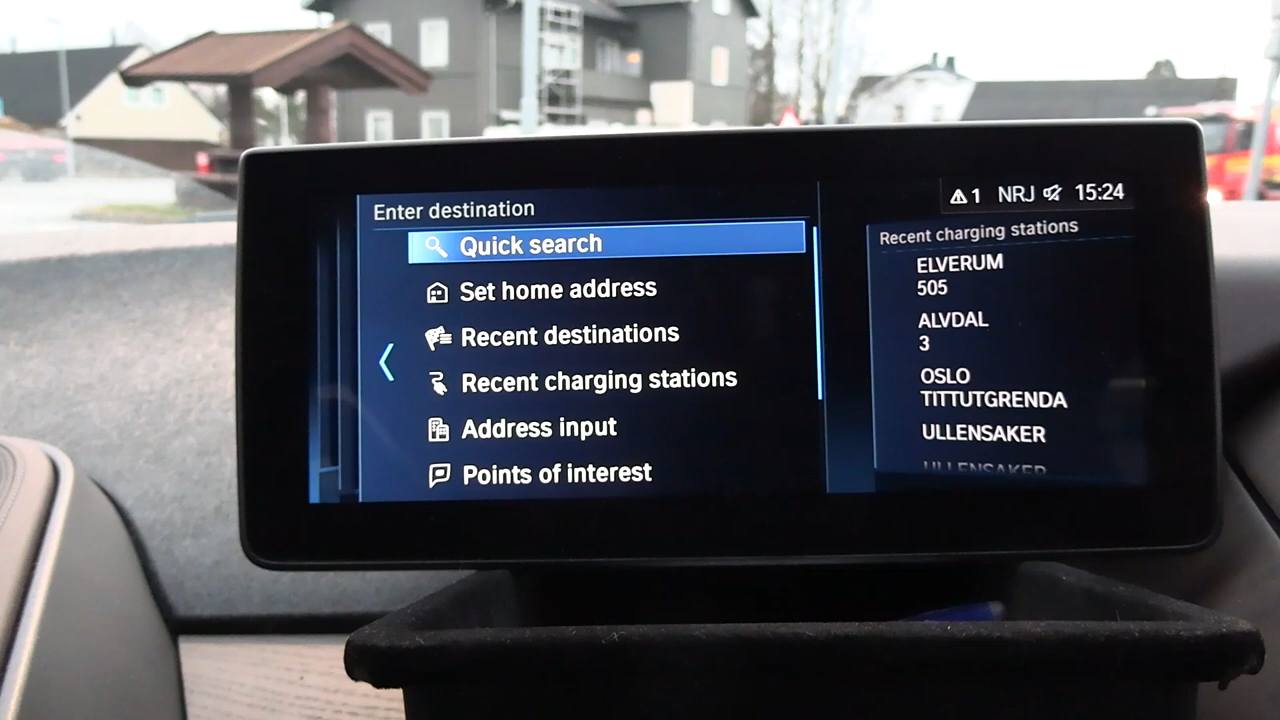 Enter destination
Quick search
Set home address
Recent destinations
Recent charging stations
Address input
Points of interest
1 NRJ 15:24
Recent charging stations
ELVERUM
505
ALVDAL
3
OSLO
TITTUTGRENDA
ULLENSAKER
ULLENSAKER